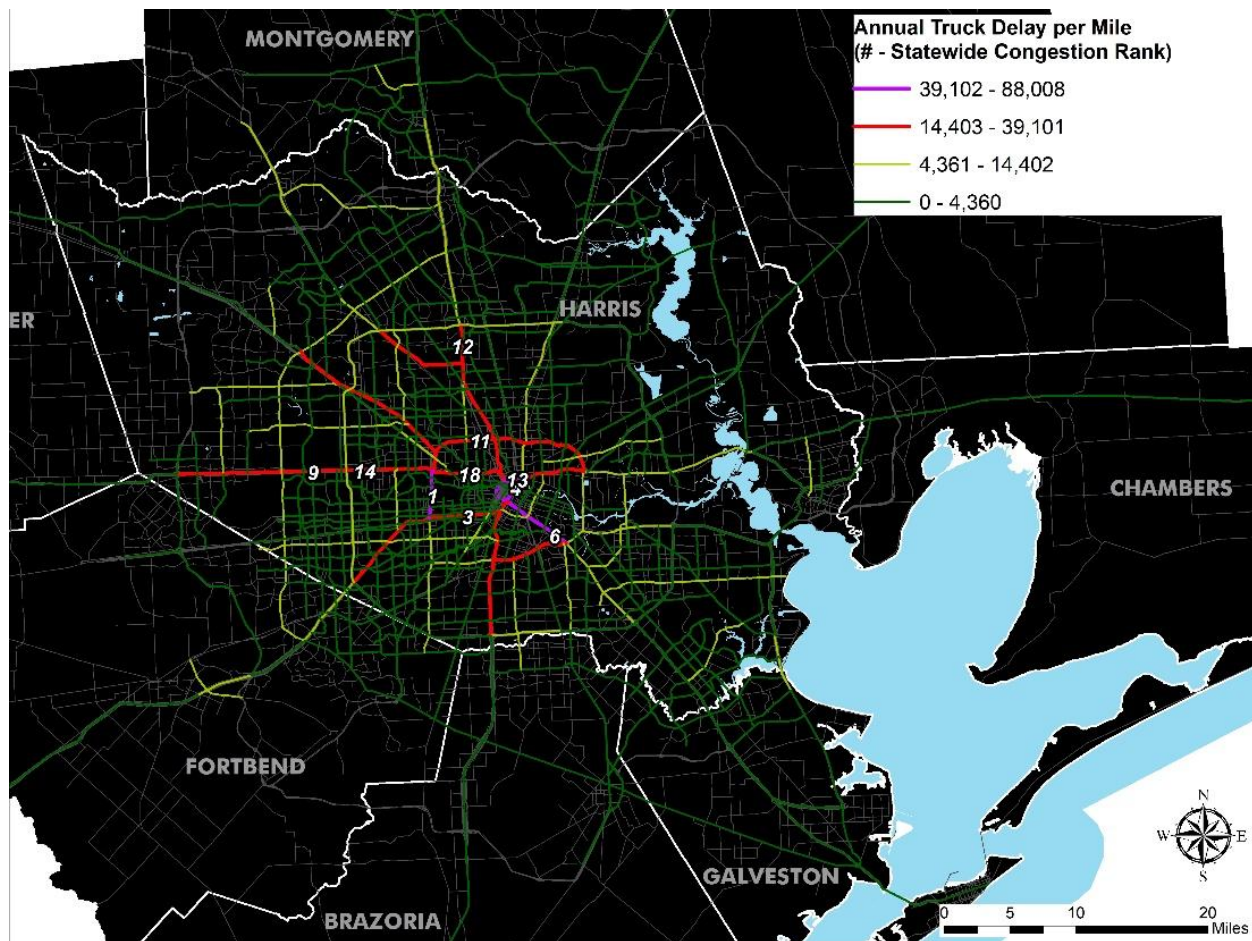 Annual Truck Delay per Mile
(# - Statewide Congestion Rank)
39,102 - 88,008
14,403 - 39,101
4,361 - 14,402
0 - 4,360
MONTGOMERY
HARRIS
ER
12
11
9
14
18
13
4
1
3
6
CHAMBERS
FORTBEND
GALVESTON
BRAZORIA
N
W
E
S
0 5 10 20
Miles